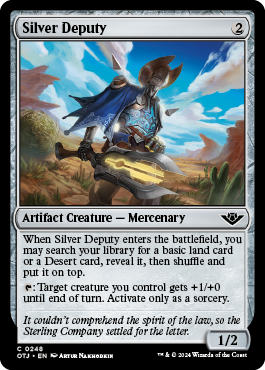 Silver Deputy 2
Artifact Creature — Mercenary
When Silver Deputy enters the battlefield, you
may search your library for a basic land card
or a Desert card, reveal it, then shuffle and
put it on top.
: Target creature you control gets +1/+0
until end of turn. Activate only as a sorcery.
It couldn't comprehend the spirit of the law, so the
Sterling Company settled for the letter.
1/2
C 0248
OTJ • EN Artur Nakhodkin
™ & © 2024 Wizards of the Coast